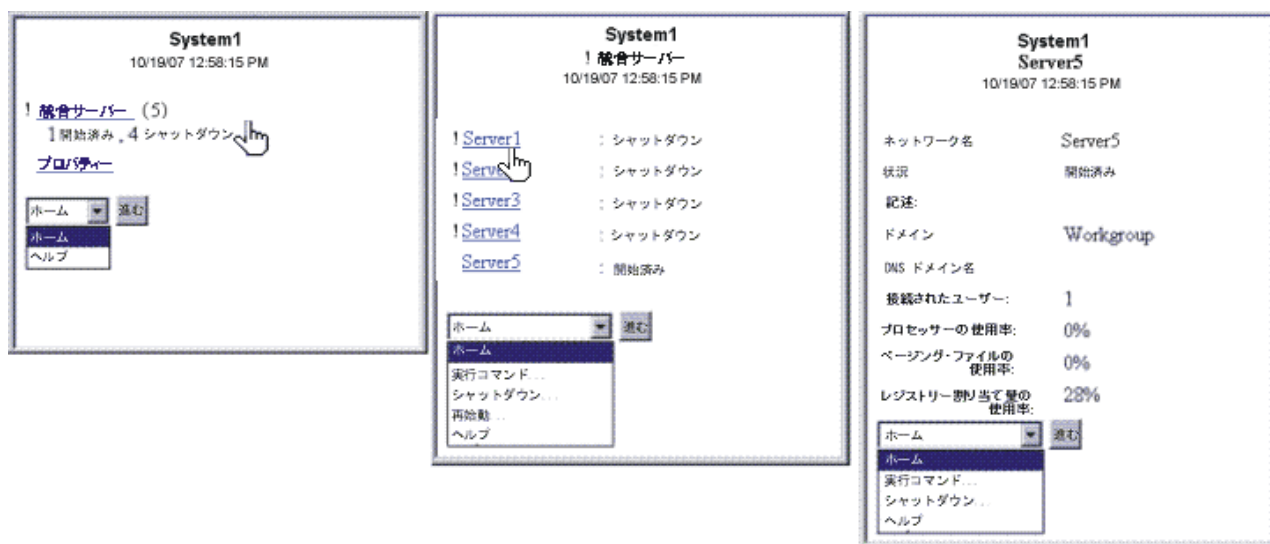 System1
10/19/07 12:58:15 PM
! 統合サーバー (5)
1 開始済み , 4 シャットダウン
プロパティー
ホーム 進む
ホーム
ヘルプ
System1
! 統合サーバー
10/19/07 12:58:15 PM
! Server1 : シャットダウン
! : シャットダウン
! Server3 : シャットダウン
! Server4 : シャットダウン
Server5 : 開始済み
ホーム 進む
ホーム
実行コマンド...
シャットダウン...
再始動...
ヘルプ
System1
Server5
10/19/07 12:58:15 PM
ネットワーク名 Server5
状況 開始済み
記述:
ドメイン Workgroup
DNS ドメイン名
接続されたユーザー: 1
プロセッサーの使用率: 0%
ページング・ファイルの
使用率: 0%
レジストリー割り当て量の
使用率: 28%
ホーム 進む
ホーム
実行コマンド...
シャットダウン...
ヘルプ